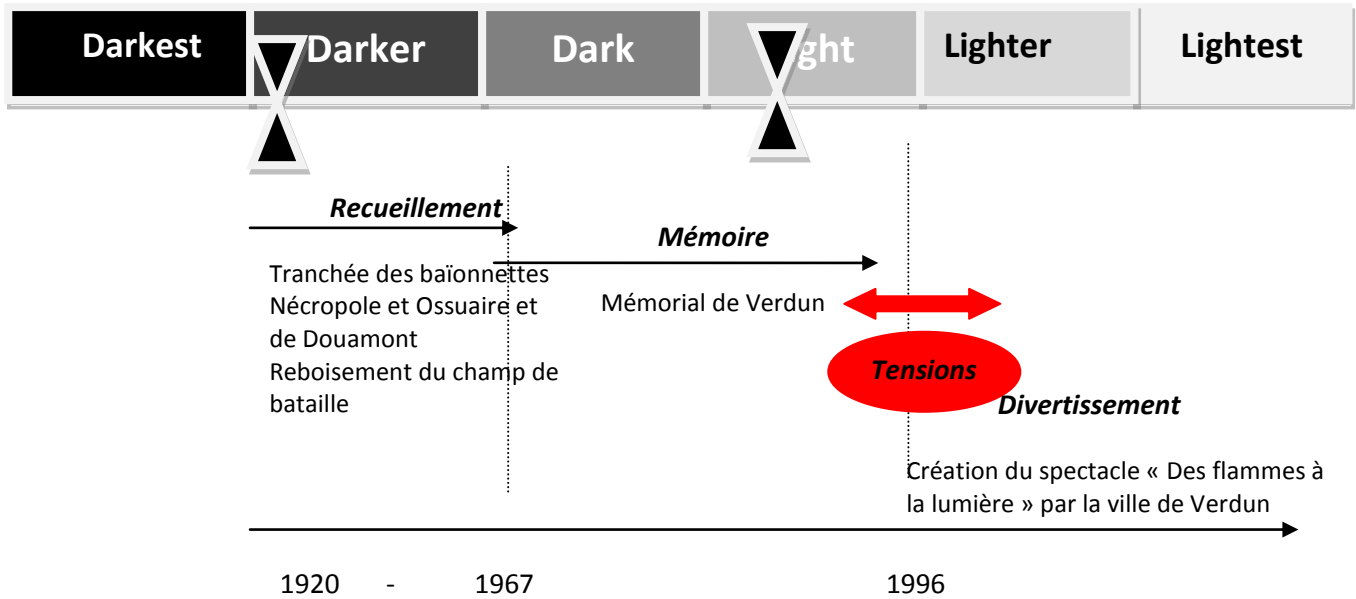 Darkest Darker Dark ght Lighter Lightest
Recueillement
Mémoire
Tranchée des baïonnettes
Nécropole et Ossuaire et
de Douamont
Reboisement du champ de
bataille
Mémorial de Verdun
Tensions
Divertissement
Création du spectacle « Des flammes à
la lumière » par la ville de Verdun
1920 - 1967 1996